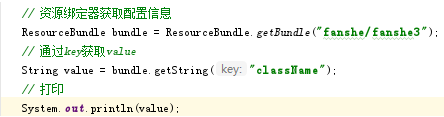 // 资源绑定器获取配置信息
ResourceBundle bundle = ResourceBundle.getBundle("fanshe/fanshe3");
// 通过key获取value
String value = bundle.getString( key: "className");
// 打印
System.out.println(value);